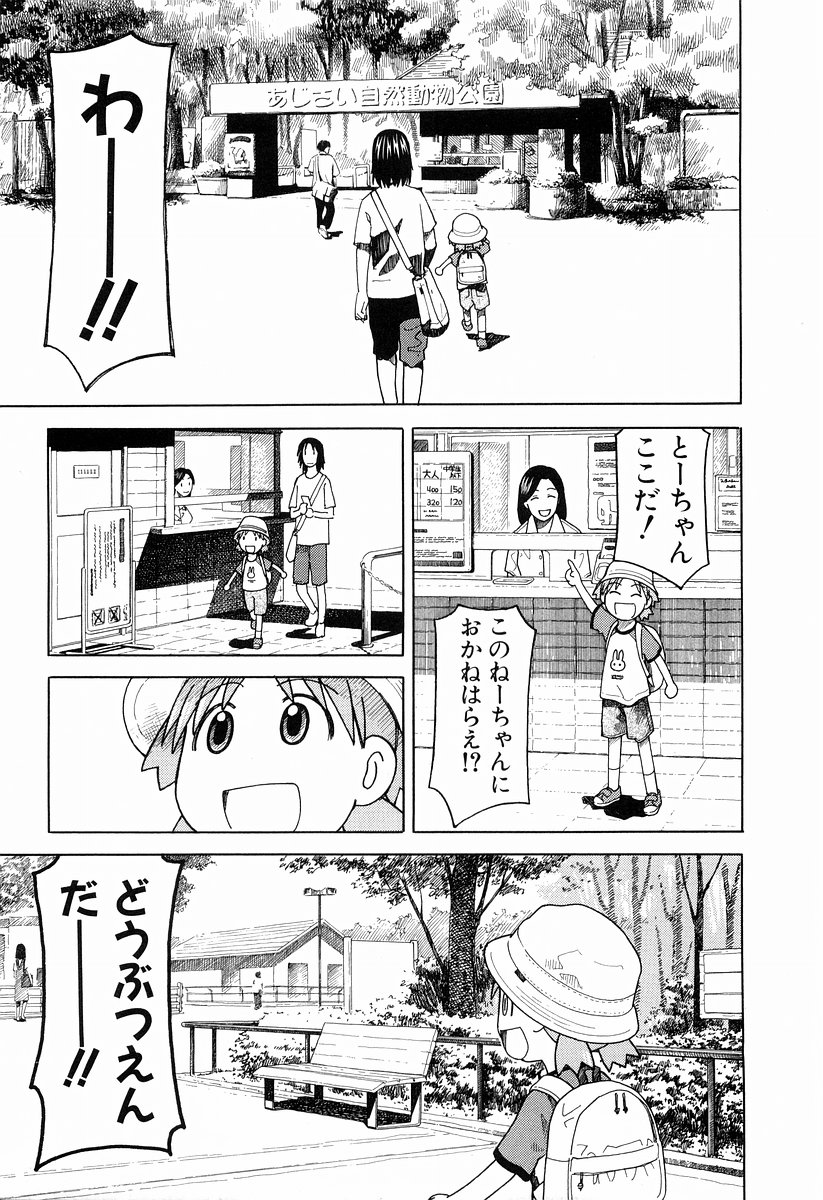 あじさい自然動物公園
わーー!!
とーちゃん
ここだ!
大人
中学生
以下
400
150
320
120
このねーちゃんに
おかねはらえ!?
どうぶつえん
だーー!!